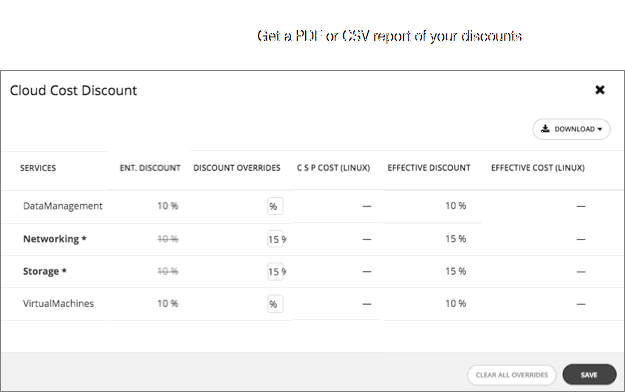 Get a PDF or CSV report of your discounts
Cloud Cost Discount ✖
DOWNLOAD ▾
SERVICES ENT. DISCOUNT DISCOUNT OVERRIDES C S P COST (LINUX) EFFECTIVE DISCOUNT EFFECTIVE COST (LINUX)
DataManagement 10 % % — 10 % —
Networking * 10 % 15 % — 15 % —
Storage * 10 % 15 % — 15 % —
VirtualMachines 10 % % — 10 % —
CLEAR ALL OVERRIDES SAVE